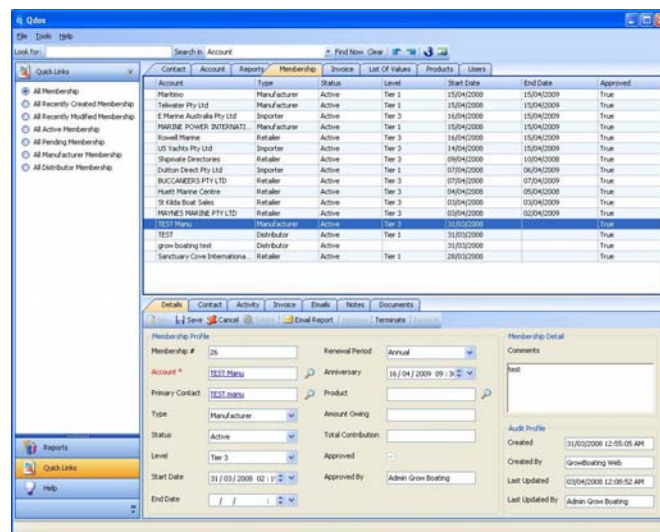 Qdos
File Tools Help
Look for: Search in Account Find Now Clear
Quick Links
All Membership
All Recently Created Membership
All Recently Modified Membership
All Active Membership
All Pending Membership
All Manufacturer Membership
All Distributor Membership
Reports
Quick Links
Help
Contact Account Reports Membership Invoice List Of Values Products Users
Account Type Status Level Start Date End Date Approved
Maritimo Manufacturer Active Tier 1 15/04/2008 15/04/2009 True
Telwater Pty Ltd Manufacturer Active Tier 1 15/04/2008 15/04/2009 True
E Marine Australia Pty Ltd Importer Active Tier 3 16/04/2008 15/04/2009 True
MARINE POWER INTERNATI... Manufacturer Active Tier 1 15/04/2008 15/04/2009 True
Rowell Marine Retailer Active Tier 3 16/04/2008 15/04/2009 True
US Yachts Pty Ltd Importer Active Tier 3 14/04/2008 15/04/2009 True
Shipmate Directories Retailer Active Tier 3 09/04/2008 10/04/2008 True
Dutton Direct Pty Ltd Importer Active Tier 1 07/04/2008 06/04/2009 True
BUCCANEERS PTY LTD Retailer Active Tier 3 07/04/2008 07/04/2009 True
Huett Marine Centre Retailer Active Tier 3 04/04/2008 05/04/2008 True
St Kilda Boat Sales Retailer Active Tier 3 03/04/2008 03/04/2009 True
MAYNES MARINE PTY LTD Retailer Active Tier 3 03/04/2008 02/04/2009 True
TEST Manu Manufacturer Active Tier 3 31/03/2008 True
TEST Distributor Active Tier 1 31/03/2008 True
grow boating test Distributor Active 31/03/2008 True
Sanctuary Cove Internationa... Retailer Active Tier 1 28/03/2008 True
Details Contact Activity Invoice Emails Notes Documents
Save Cancel Email Report Terminate
Membership Profile
Membership # 26
Account * TEST Manu
Primary Contact TEST manu
Type Manufacturer
Status Active
Level Tier 3
Start Date 31/03/2008 02:1
End Date / / :
Renewal Period Annual
Anniversary 16/04/2009 09:3
Product
Amount Owing
Total Contribution
Approved
Approved By Admin Grow Boating
Membership Detail
Comments
test
Audit Profile
Created 31/03/2008 12:55:05 AM
Created By GrowBoating Web
Last Updated 03/04/2008 12:08:52 AM
Last Updated By Admin Grow Boating